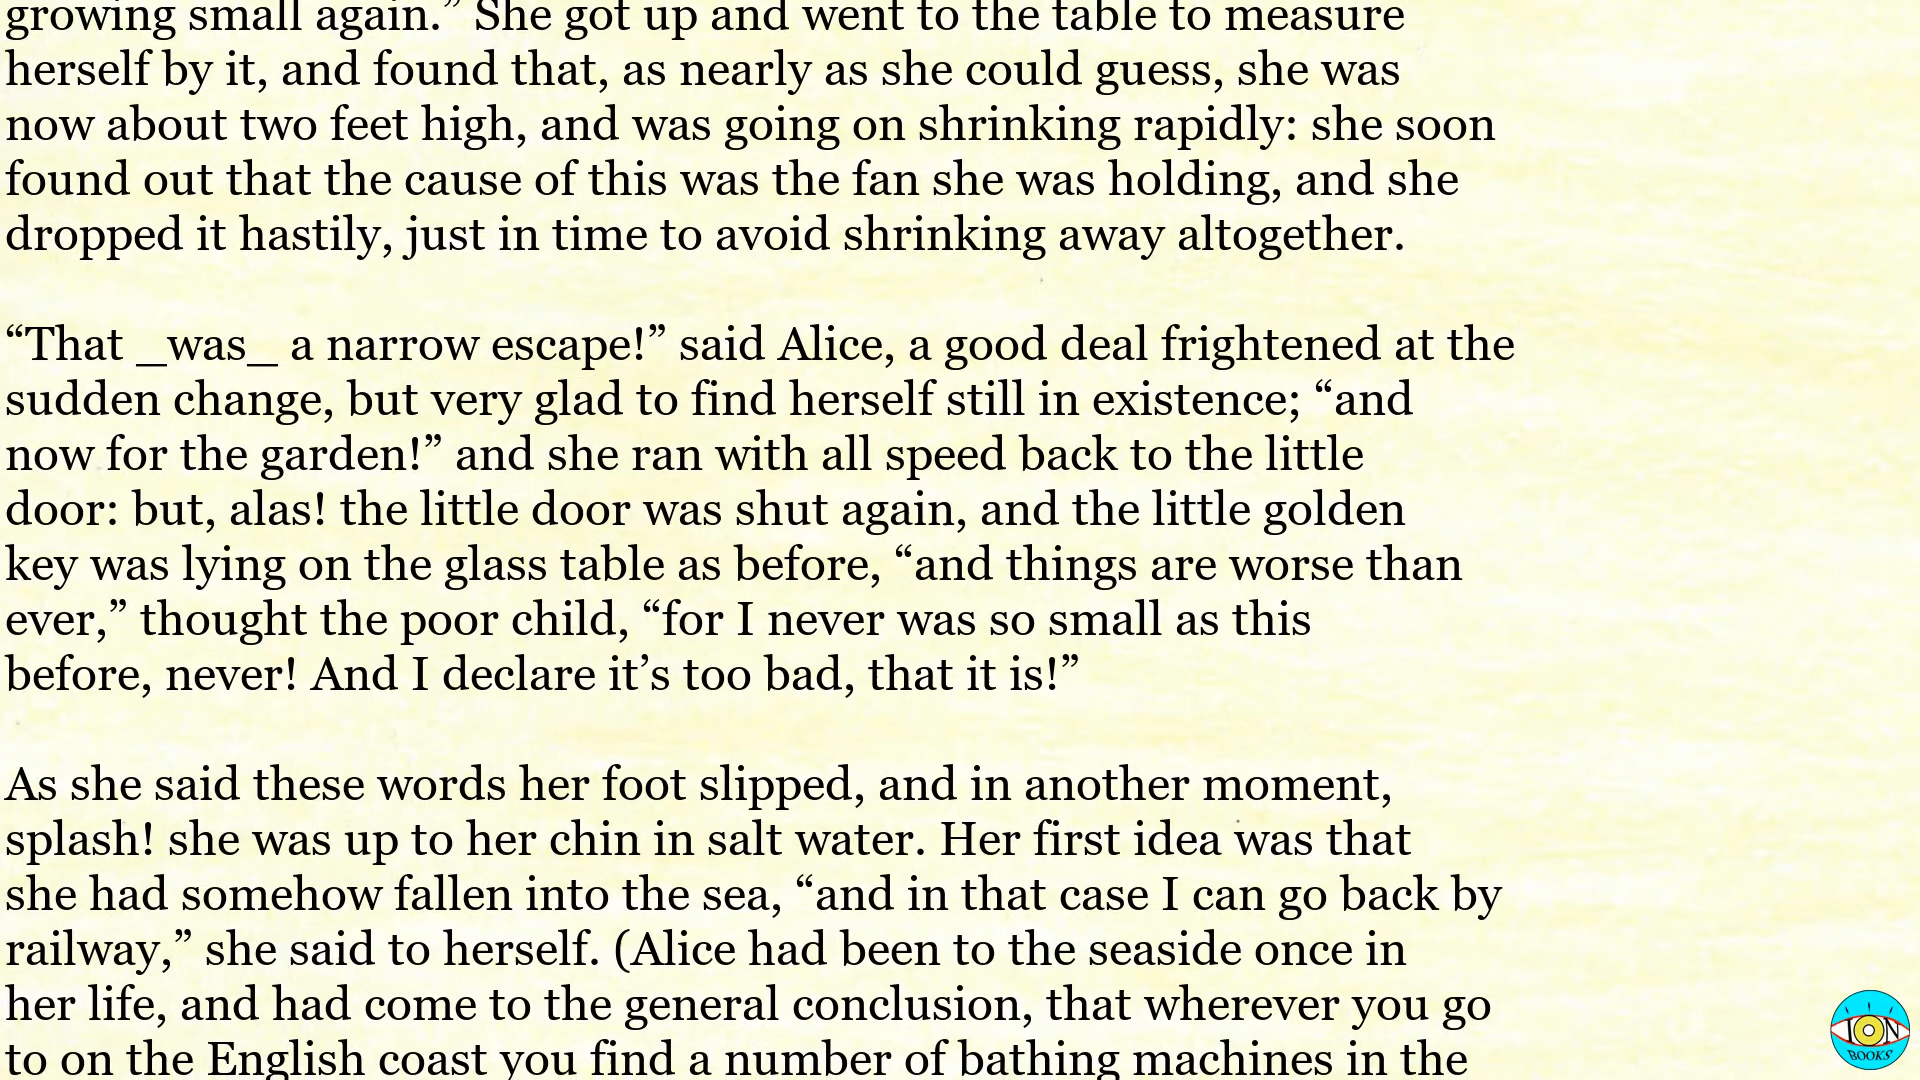 growing small again.” She got up and went to the table to measure
herself by it, and found that, as nearly as she could guess, she was
now about two feet high, and was going on shrinking rapidly: she soon
found out that the cause of this was the fan she was holding, and she
dropped it hastily, just in time to avoid shrinking away altogether.

“That _was_ a narrow escape!” said Alice, a good deal frightened at the
sudden change, but very glad to find herself still in existence; “and
now for the garden!” and she ran with all speed back to the little
door: but, alas! the little door was shut again, and the little golden
key was lying on the glass table as before, “and things are worse than
ever,” thought the poor child, “for I never was so small as this
before, never! And I declare it’s too bad, that it is!”

As she said these words her foot slipped, and in another moment,
splash! she was up to her chin in salt water. Her first idea was that
she had somehow fallen into the sea, “and in that case I can go back by
railway,” she said to herself. (Alice had been to the seaside once in
her life, and had come to the general conclusion, that wherever you go
to on the English coast you find a number of bathing machines in the
ION
BOOKS